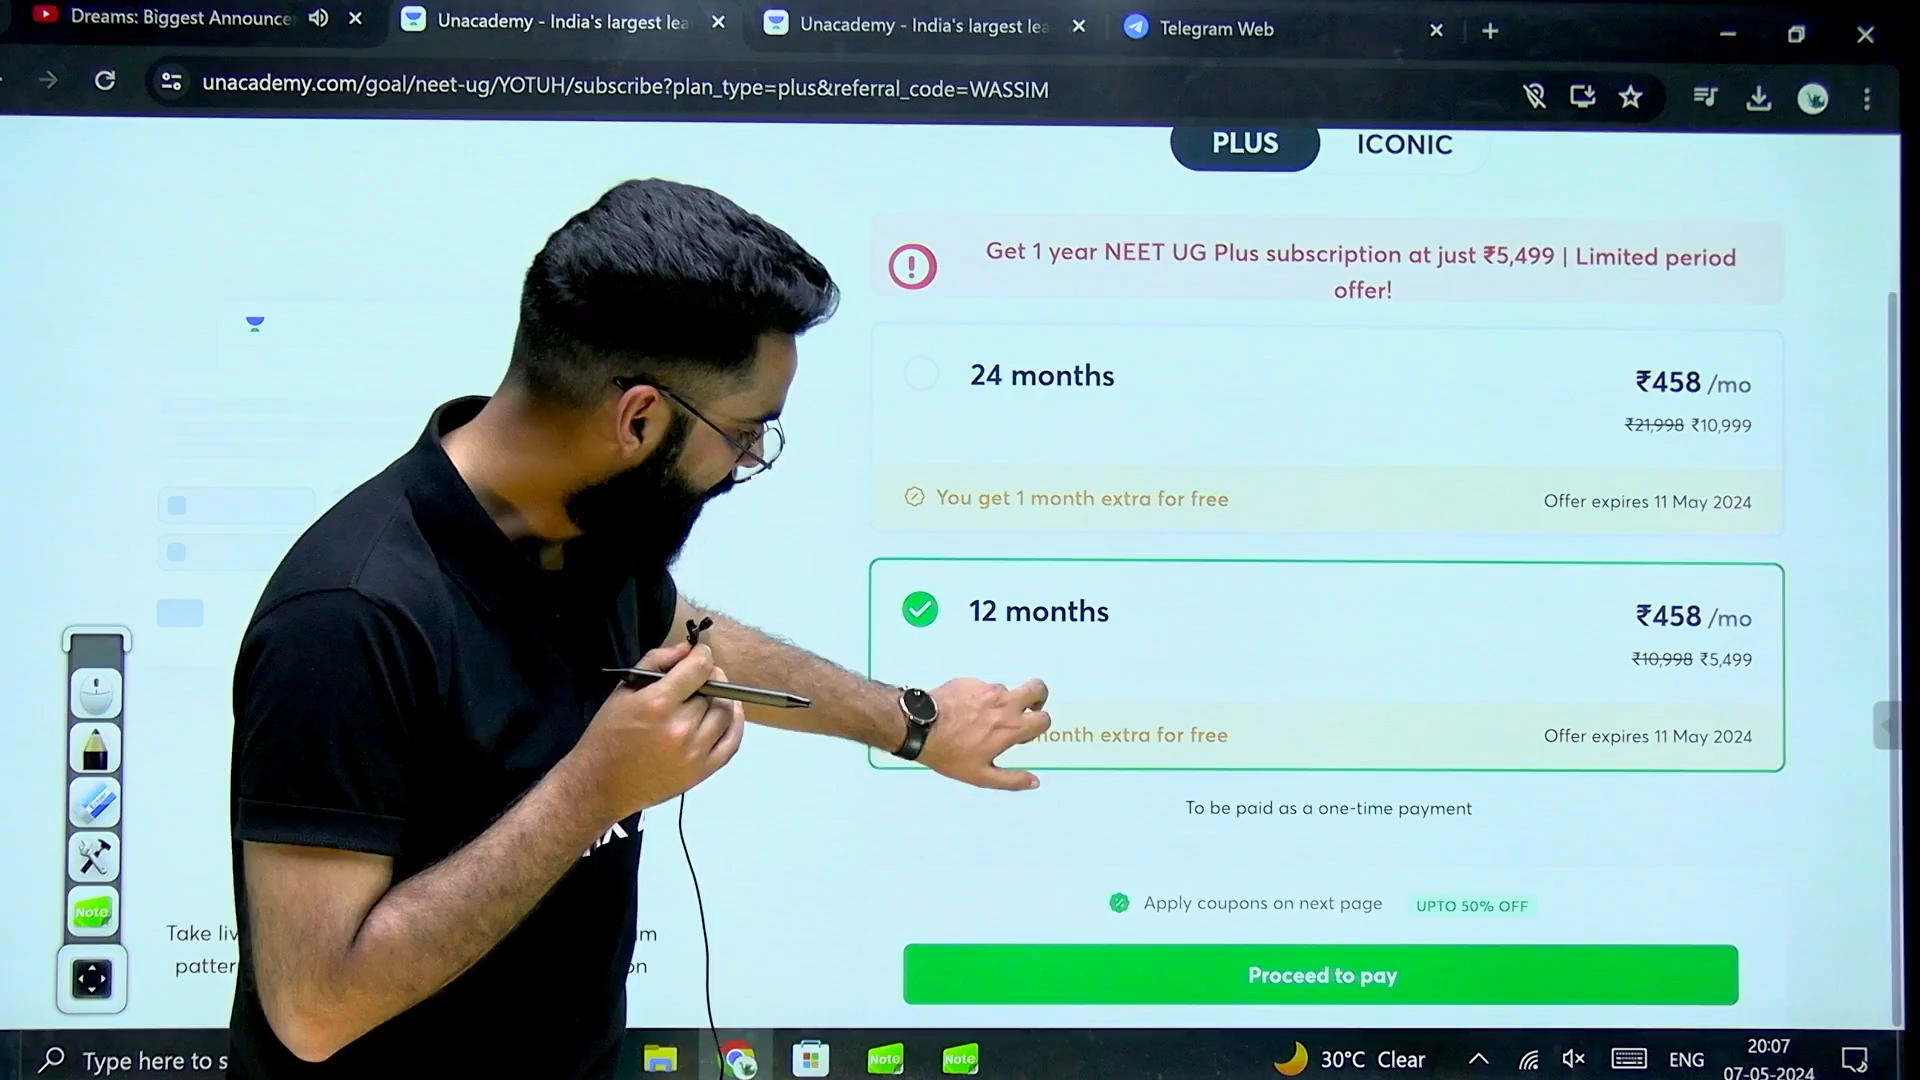 Dreams: Biggest Announce
Unacademy - India's largest lea
Unacademy - India's largest lea
Telegram Web
unacademy.com/goal/neet-ug/YOTUH/subscribe?plan_type=plus&referral_code=WASSIM
PLUS
ICONIC
Get 1 year NEET UG Plus subscription at just ₹5,499 | Limited period
offer!
24 months
₹458 /mo
₹21,998 ₹10,999
You get 1 month extra for free
Offer expires 11 May 2024
12 months
₹458 /mo
₹10,998 ₹5,499
month extra for free
Offer expires 11 May 2024
To be paid as a one-time payment
Apply coupons on next page
UPTO 50% OFF
Proceed to pay
Note
Take liv
patter
m
on
Type here to s
Note
Note
30°C Clear
ENG
20:07
07-05-2024